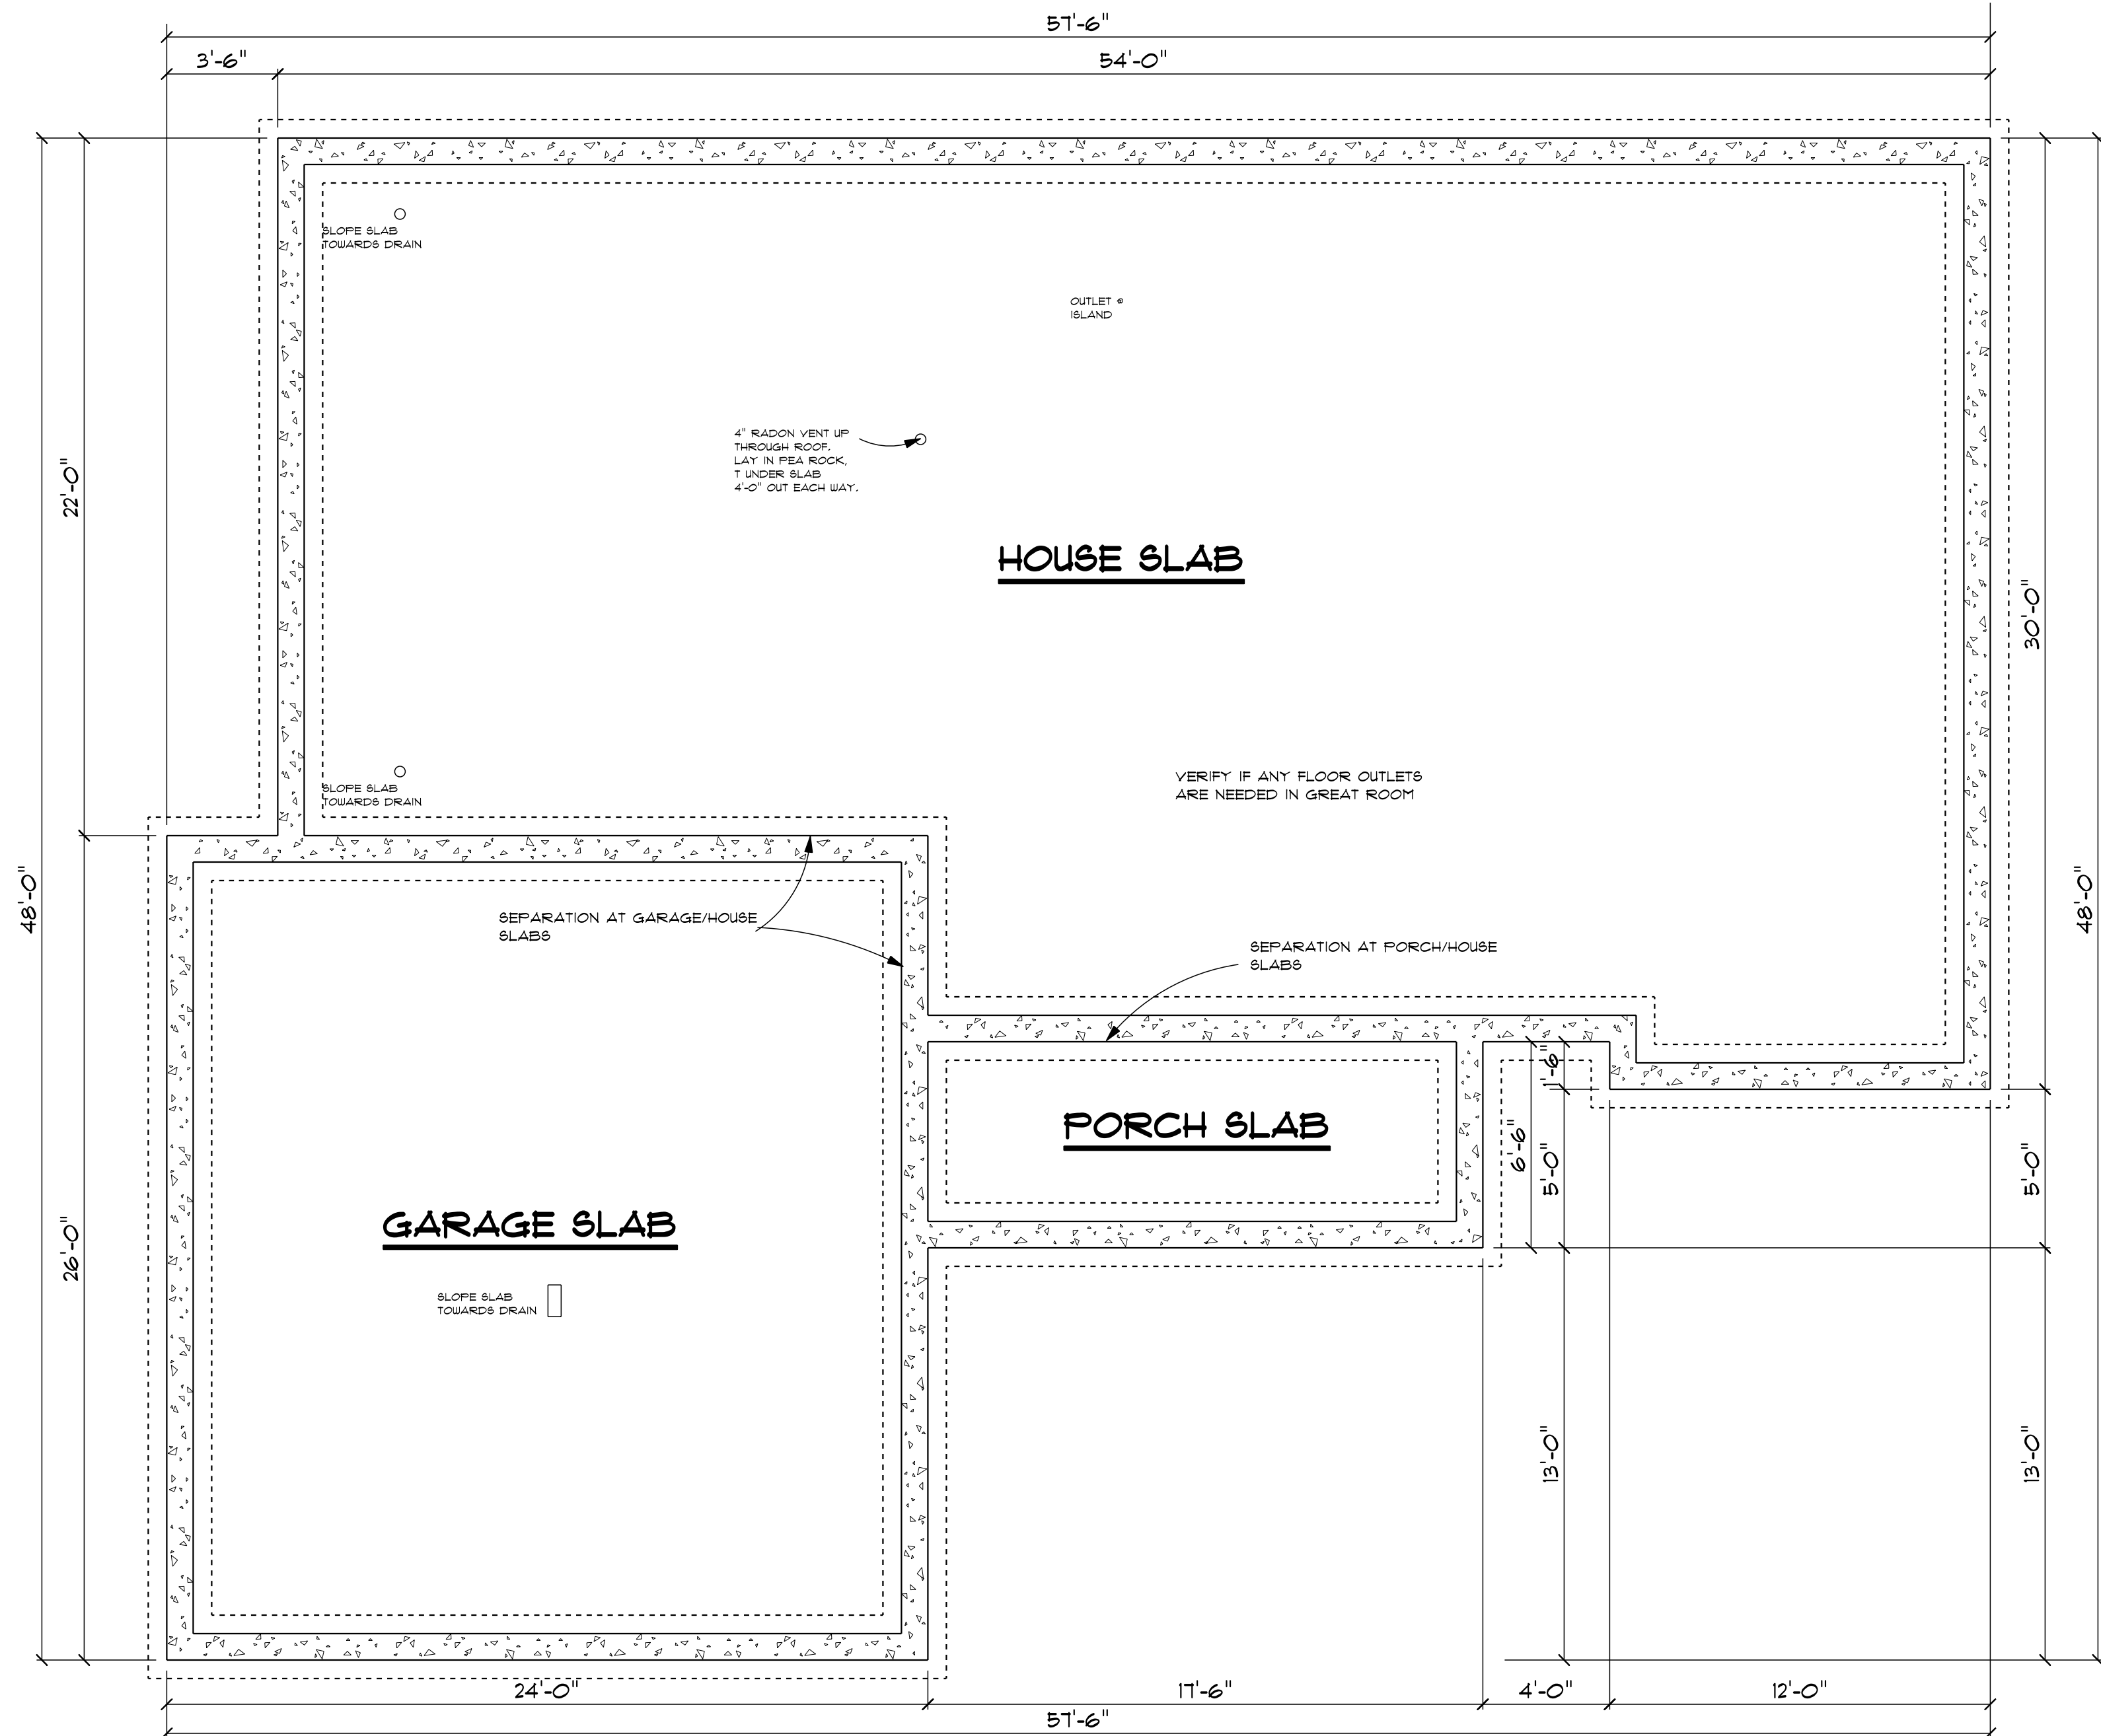 57'-6"
3'-6"
54'-0"
SLOPE SLAB
TOWARDS DRAIN
OUTLET @
ISLAND
4" RADON VENT UP
THROUGH ROOF.
LAY IN PEA ROCK,
T UNDER SLAB
4'-0" OUT EACH WAY.
22'-0"
HOUSE SLAB
30'-0"
SLOPE SLAB
TOWARDS DRAIN
VERIFY IF ANY FLOOR OUTLETS
ARE NEEDED IN GREAT ROOM
48'-0"
48'-0"
SEPARATION AT GARAGE/HOUSE
SLABS
SEPARATION AT PORCH/HOUSE
SLABS
1'-6"
PORCH SLAB
6'-6"
5'-0"
5'-0"
GARAGE SLAB
26'-0"
SLOPE SLAB
TOWARDS DRAIN
13'-0"
13'-0"
24'-0"
17'-6"
4'-0"
12'-0"
57'-6"